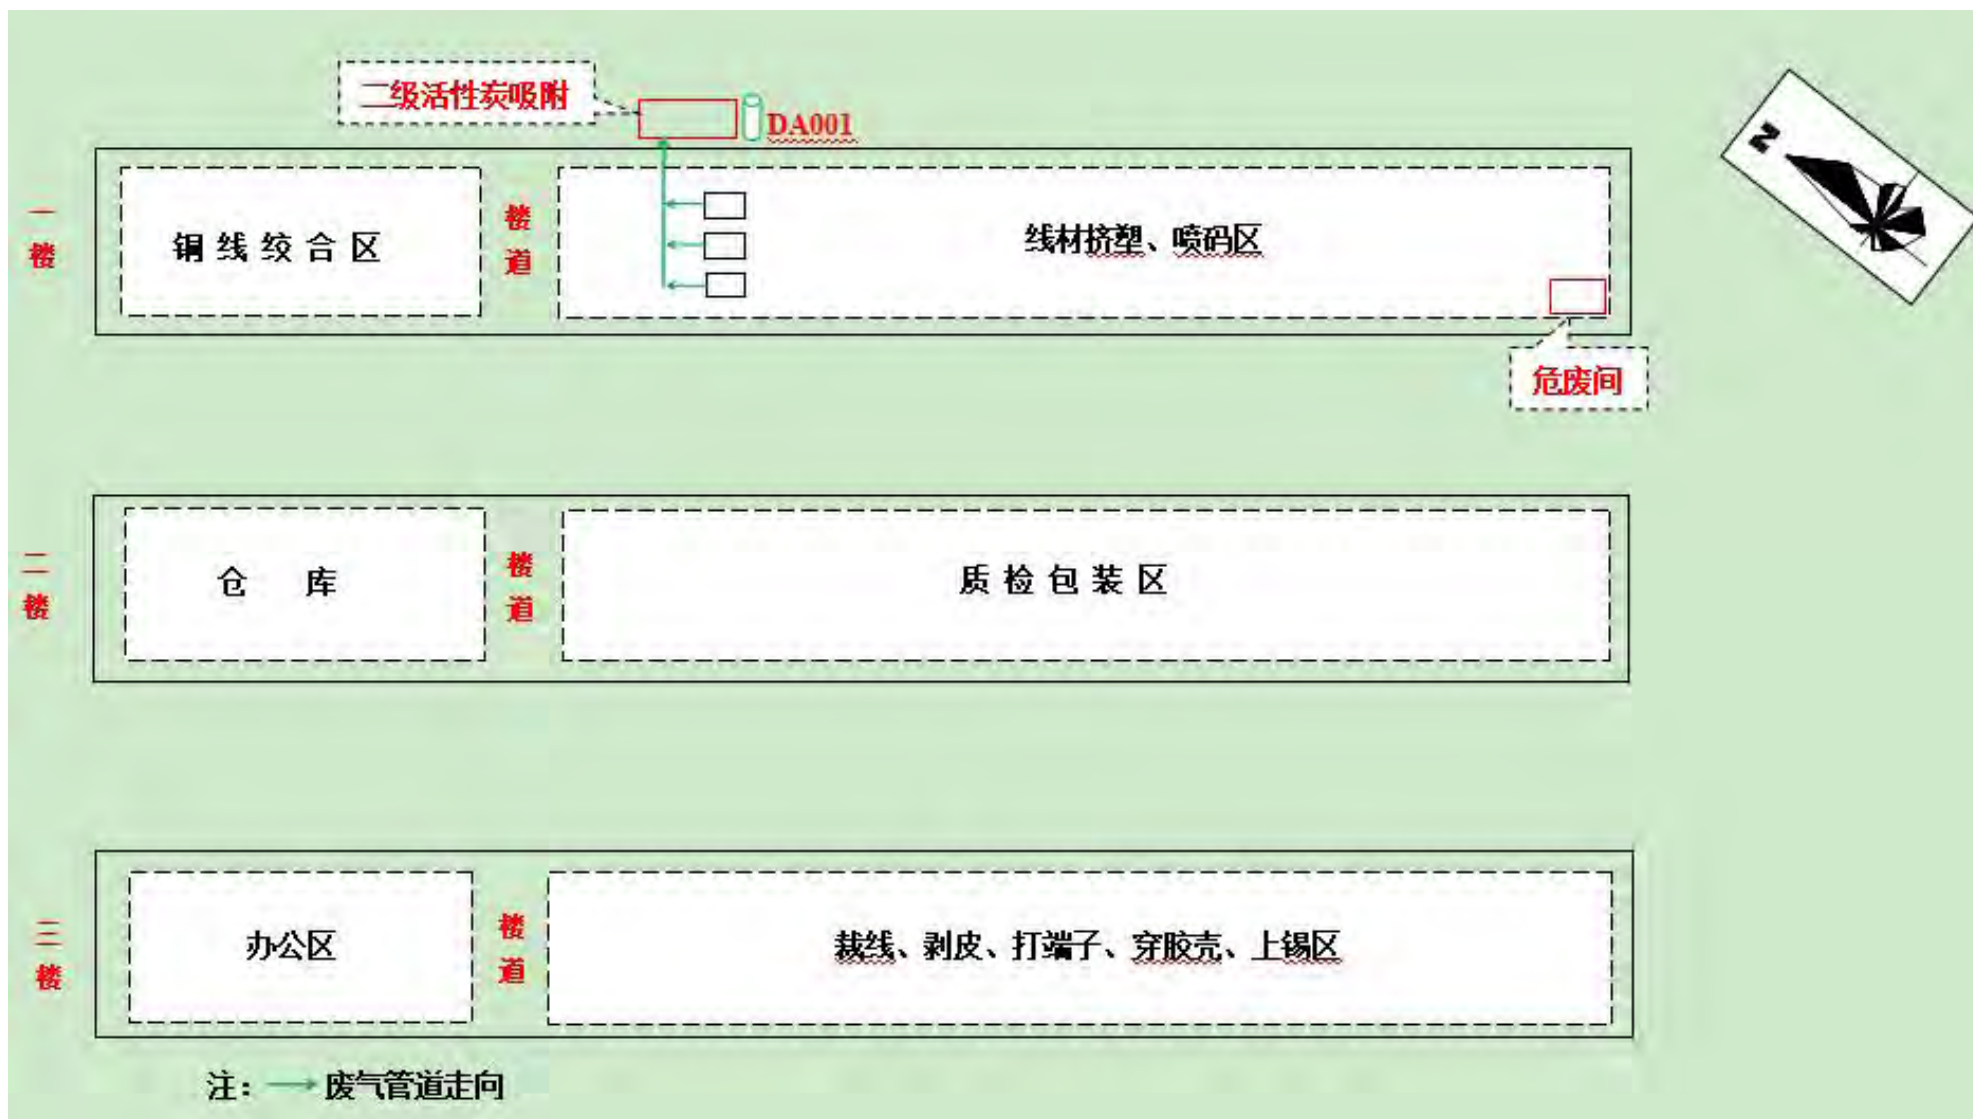 二级活性炭吸附
DA001
一楼
铜线绞合区
楼道
线材挤塑、喷码区
N
危废间
二楼
仓 库
楼道
质检包装区
三楼
办公区
楼道
裁线、剥皮、打端子、穿胶壳、上锡区
注：废气管道走向